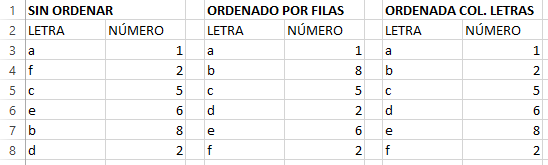 1 SIN ORDENAR ORDENADO POR FILAS ORDENADA COL. LETRAS
2 LETRA NÚMERO LETRA NÚMERO LETRA NÚMERO
3 a 1 a 1 a 1
4 f 2 b 8 b 2
5 c 5 c 5 c 5
6 e 6 d 2 d 6
7 b 8 e 6 e 8
8 d 2 f 2 f 2